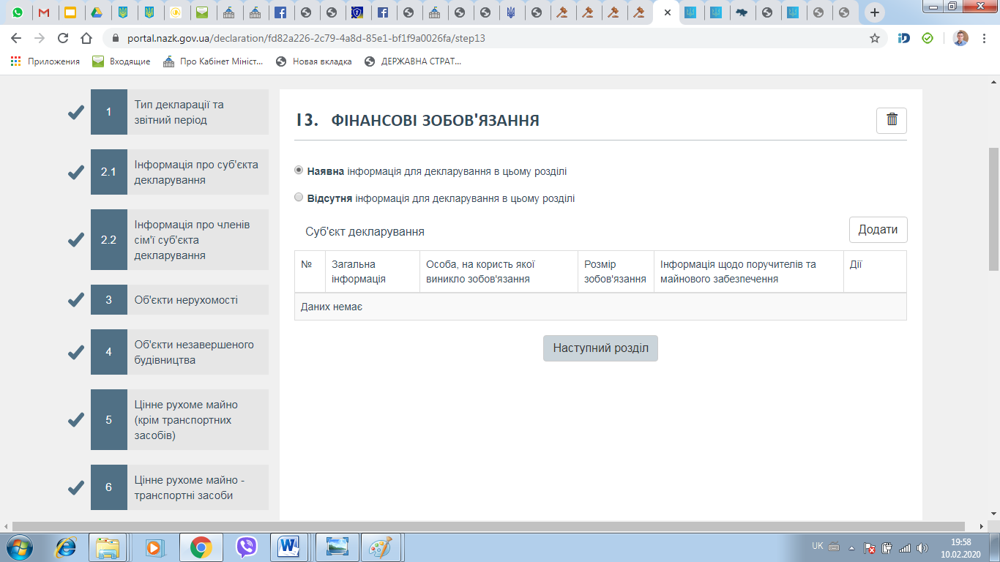 portal.nazk.gov.ua/declaration/fd82a226-2c79-4a8d-85e1-bf1f9a0026fa/step13
Приложения
Входящие
Про Кабінет Мініст...
Новая вкладка
ДЕРЖАВНА СТРАТ...
1
Тип декларації та
звітний період
2.1
Інформація про суб'єкта
декларування
2.2
Інформація про членів
сім'ї суб'єкта
декларування
3
Об'єкти нерухомості
4
Об'єкти незавершеного
будівництва
5
Цінне рухоме майно
(крім транспортних
засобів)
6
Цінне рухоме майно -
транспортні засоби
13. ФІНАНСОВІ ЗОБОВ'ЯЗАННЯ
Наявна інформація для декларування в цьому розділі
Відсутня інформація для декларування в цьому розділі
Суб'єкт декларування
Додати
№
Загальна
інформація
Особа, на користь якої
виникло зобов'язання
Розмір
зобов'язання
Інформація щодо поручителів та
майнового забезпечення
Дії
Даних немає
Наступний розділ
UK
19:58
10.02.2020